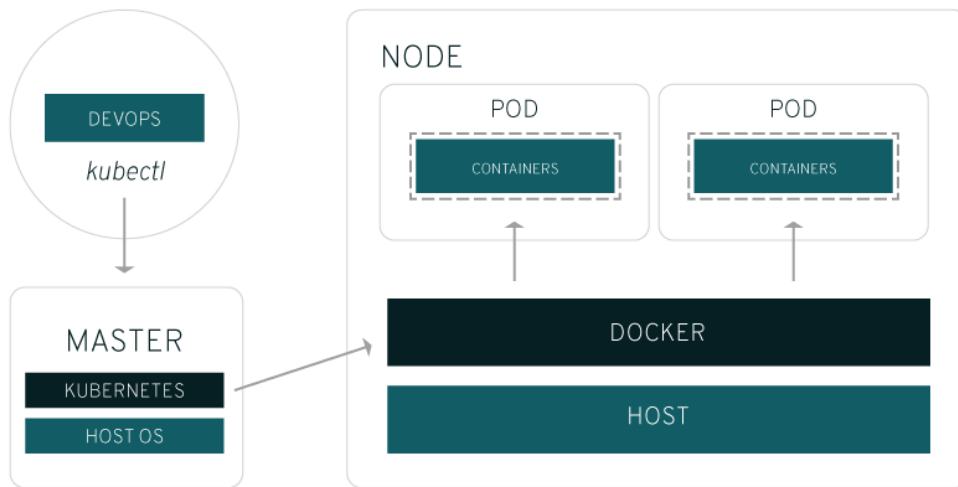 DEVOPS
kubectl
MASTER
KUBERNETES
HOST OS
NODE
POD
CONTAINERS
POD
CONTAINERS
DOCKER
HOST